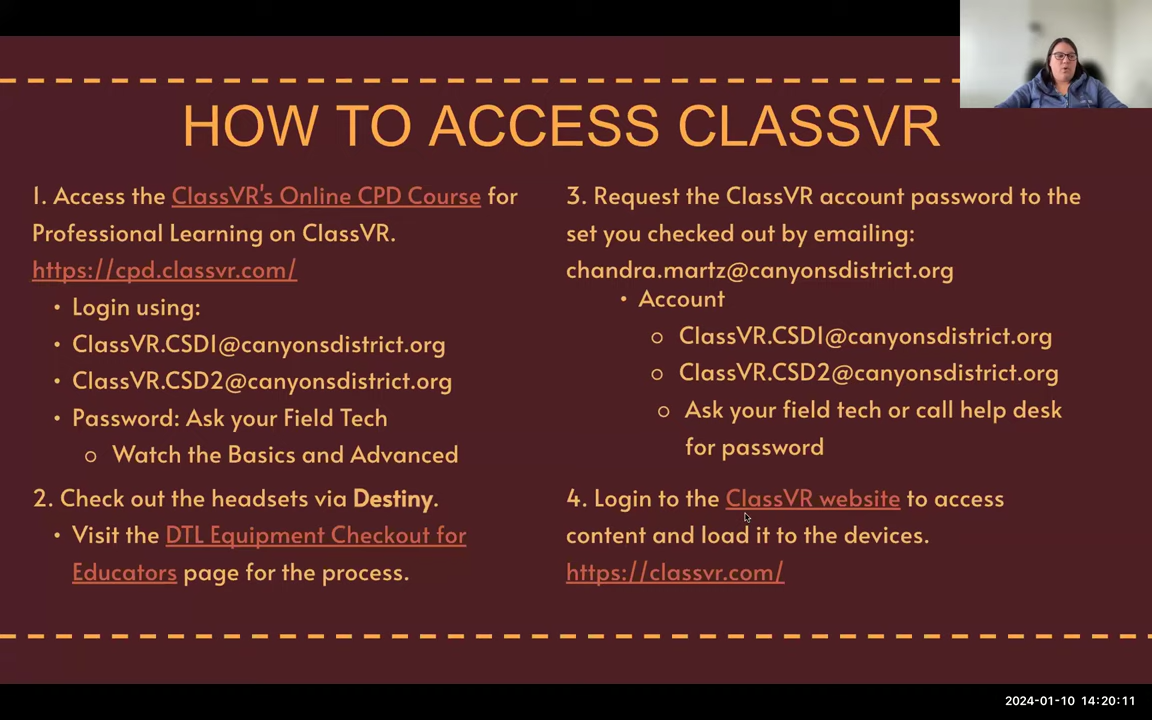 HOW TO ACCESS CLASSVR
1. Access the ClassVR's Online CPD Course for
Professional Learning on ClassVR.
https://cpd.classvr.com/
• Login using:
• ClassVR.CSD1@canyonsdistrict.org
• ClassVR.CSD2@canyonsdistrict.org
• Password: Ask your Field Tech
○ Watch the Basics and Advanced
2. Check out the headsets via Destiny.
• Visit the DTL Equipment Checkout for
Educators page for the process.
3. Request the ClassVR account password to the
set you checked out by emailing:
chandra.martz@canyonsdistrict.org
• Account
○ ClassVR.CSD1@canyonsdistrict.org
○ ClassVR.CSD2@canyonsdistrict.org
○ Ask your field tech or call help desk
for password
4. Login to the ClassVR website to access
content and load it to the devices.
https://classvr.com/
2024-01-10 14:20:11